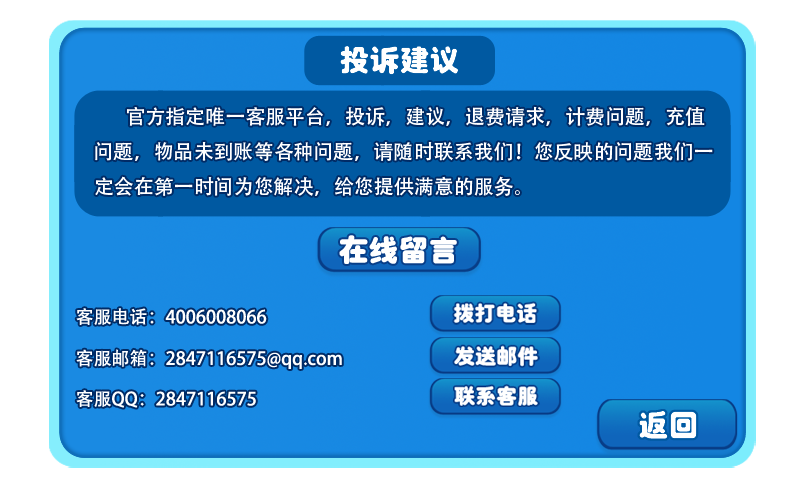 投诉建议
官方指定唯一客服平台，投诉，建议，退费请求，计费问题，充值
问题，物品未到账等各种问题，请随时联系我们！您反映的问题我们一
定会在第一时间为您解决，给您提供满意的服务。
在线留言
客服电话：4006008066
拨打电话
客服邮箱：2847116575@qq.com
发送邮件
客服QQ：2847116575
联系客服
返回